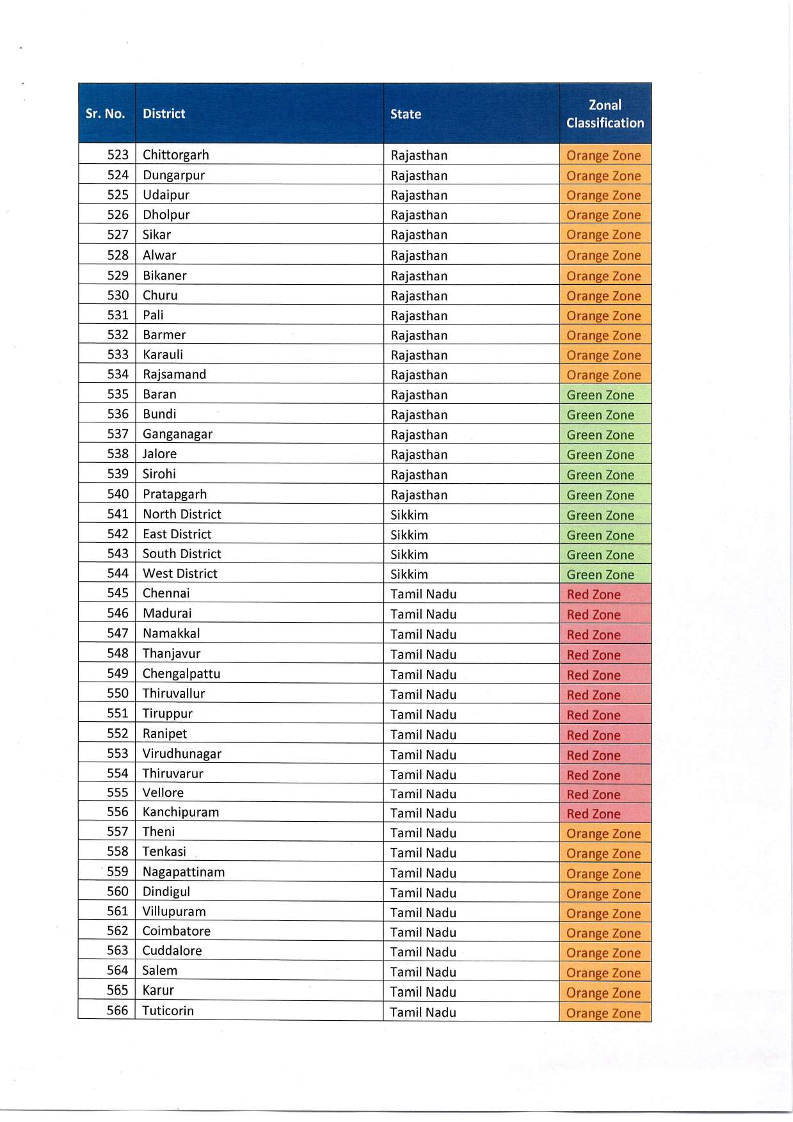 Sr. No. District State Zonal Classification
523 Chittorgarh Rajasthan Orange Zone
524 Dungarpur Rajasthan Orange Zone
525 Udaipur Rajasthan Orange Zone
526 Dholpur Rajasthan Orange Zone
527 Sikar Rajasthan Orange Zone
528 Alwar Rajasthan Orange Zone
529 Bikaner Rajasthan Orange Zone
530 Churu Rajasthan Orange Zone
531 Pali Rajasthan Orange Zone
532 Barmer Rajasthan Orange Zone
533 Karauli Rajasthan Orange Zone
534 Rajsamand Rajasthan Orange Zone
535 Baran Rajasthan Green Zone
536 Bundi Rajasthan Green Zone
537 Ganganagar Rajasthan Green Zone
538 Jalore Rajasthan Green Zone
539 Sirohi Rajasthan Green Zone
540 Pratapgarh Rajasthan Green Zone
541 North District Sikkim Green Zone
542 East District Sikkim Green Zone
543 South District Sikkim Green Zone
544 West District Sikkim Green Zone
545 Chennai Tamil Nadu Red Zone
546 Madurai Tamil Nadu Red Zone
547 Namakkal Tamil Nadu Red Zone
548 Thanjavur Tamil Nadu Red Zone
549 Chengalpattu Tamil Nadu Red Zone
550 Thiruvallur Tamil Nadu Red Zone
551 Tiruppur Tamil Nadu Red Zone
552 Ranipet Tamil Nadu Red Zone
553 Virudhunagar Tamil Nadu Red Zone
554 Thiruvarur Tamil Nadu Red Zone
555 Vellore Tamil Nadu Red Zone
556 Kanchipuram Tamil Nadu Red Zone
557 Theni Tamil Nadu Orange Zone
558 Tenkasi Tamil Nadu Orange Zone
559 Nagapattinam Tamil Nadu Orange Zone
560 Dindigul Tamil Nadu Orange Zone
561 Villupuram Tamil Nadu Orange Zone
562 Coimbatore Tamil Nadu Orange Zone
563 Cuddalore Tamil Nadu Orange Zone
564 Salem Tamil Nadu Orange Zone
565 Karur Tamil Nadu Orange Zone
566 Tuticorin Tamil Nadu Orange Zone